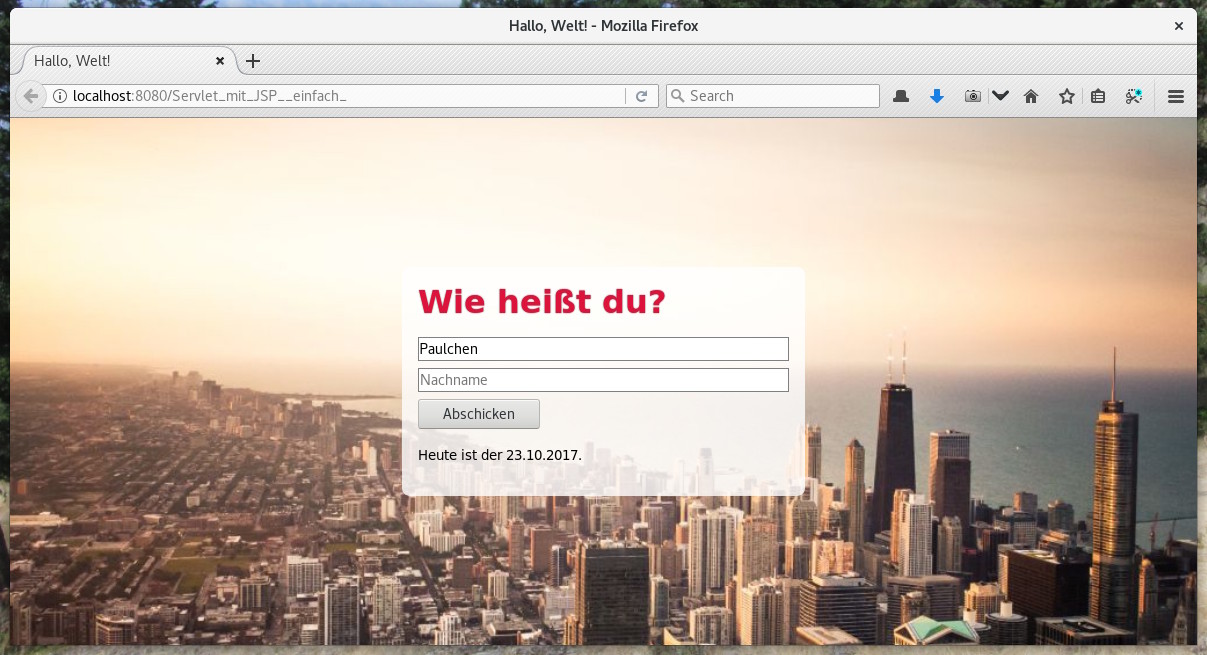 Hallo, Welt! - Mozilla Firefox
Hallo, Welt!
localhost:8080/Servlet_mit_JSP__einfach_
Search
Wie heißt du?
Paulchen
Nachname
Abschicken
Heute ist der 23.10.2017.